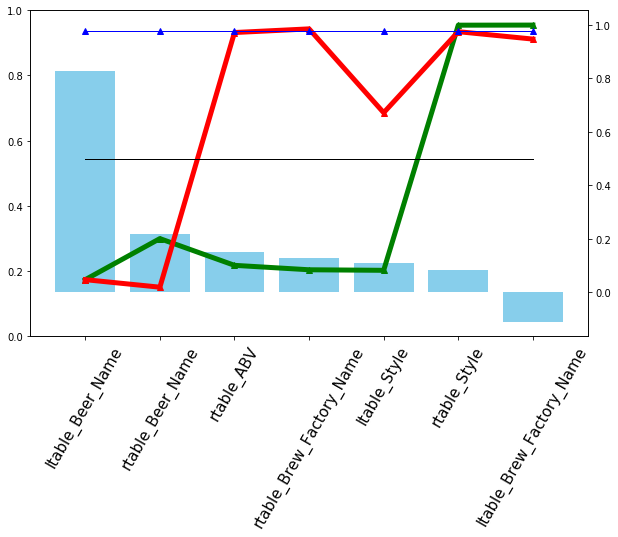 1.0
0.8
0.6
0.4
0.2
0.0
1.0
0.8
0.6
0.4
0.2
0.0
ltable_Beer_Name
rtable_Beer_Name
rtable_ABV
rtable_Brew_Factory_Name
ltable_Style
rtable_Style
ltable_Brew_Factory_Name